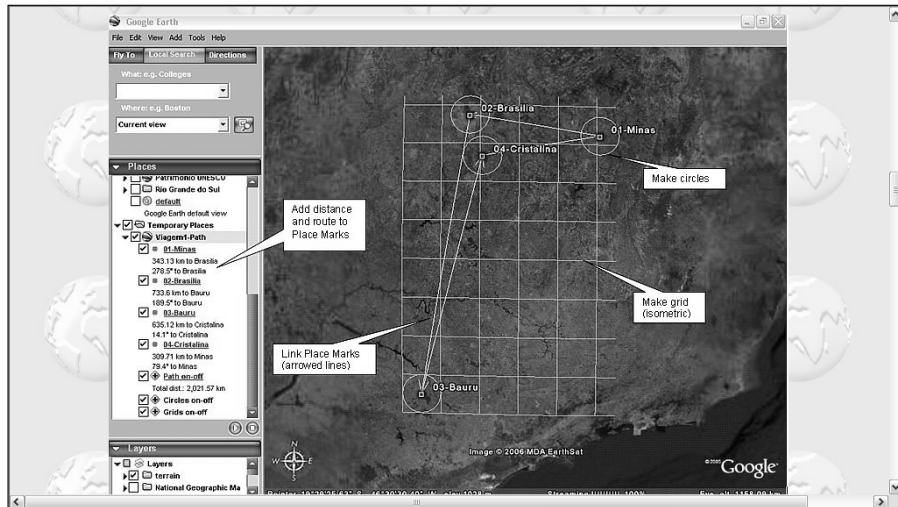 Google Earth
File Edit View Add Tools Help
Fly To Local Search Directions
What: e.g. Colleges
Where: e.g. Boston
Current view
Places
Patrimonio UNESCO
Rio Grande do Sul
default
Google Earth default view
Temporary Places
Viagem1-Path
01-Minas
343.13 km to Brasilia
278.5° to Brasilia
02-Brasilia
733.6 km to Bauru
189.5° to Bauru
03-Bauru
635.12 km to Cristalina
14.1° to Cristalina
04-Cristalina
309.71 km to Minas
79.4° to Minas
Path on-off
Total dist.: 2,021.57 km
Circles on-off
Grids on-off
Layers
Layers
terrain
National Geographic Ma
02-Brasilia
01-Minas
04-Cristalina
Make circles
Add distance
and route to
Place Marks
Make grid
(isometric)
Link Place Marks
(arrowed lines)
03-Bauru
N
W E
S
Image © 2006 MDA EarthSat
Google
Pointer
Streaming 100%